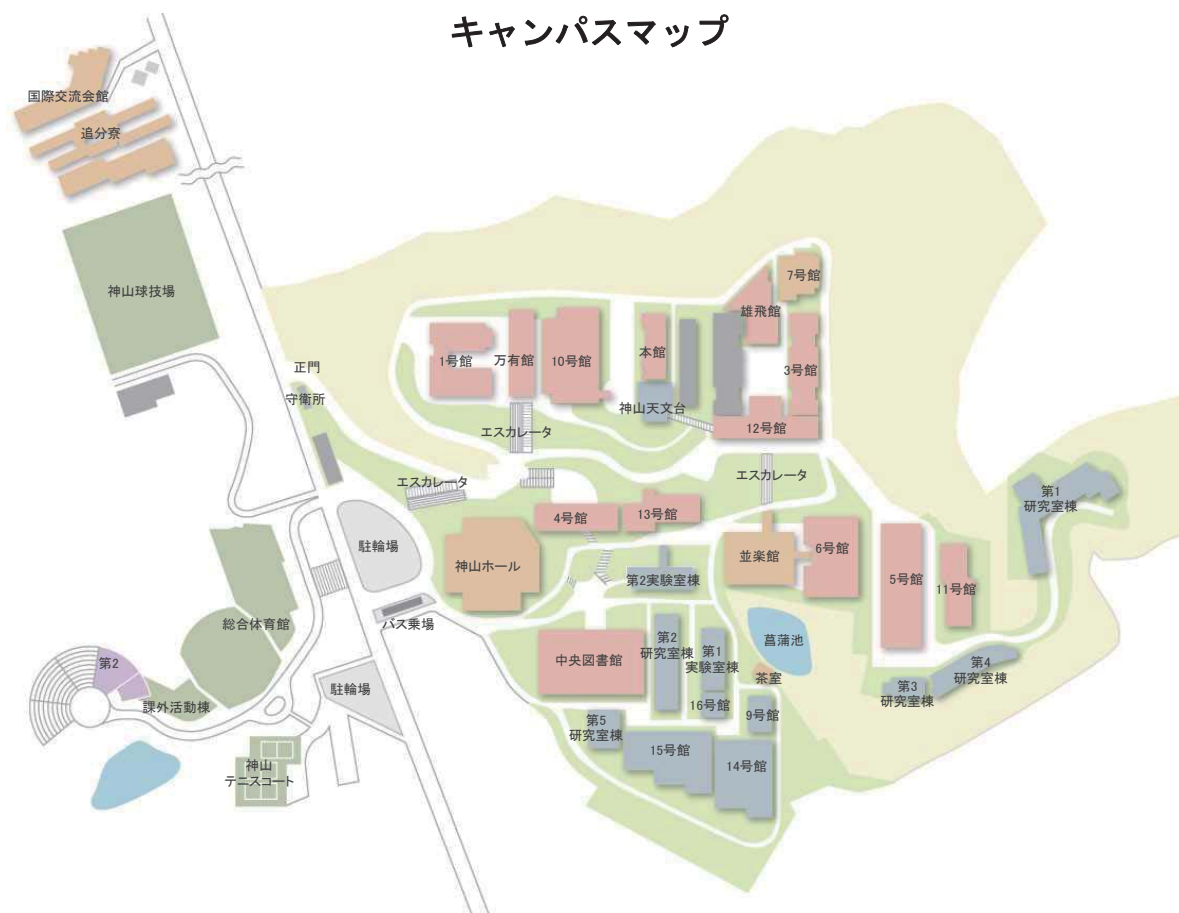 キャンパスマップ
国際交流会館
追分寮
神山球技場
正門
守衛所
1号館
万有館
10号館
本館
神山天文台
雄飛館
7号館
3号館
12号館
エスカレータ
エスカレータ
エスカレータ
4号館
13号館
神山ホール
駐輪場
バス乗場
第2実験室棟
並楽館
6号館
5号館
11号館
第1
研究室棟
総合体育館
第2
課外活動棟
駐輪場
神山
テニスコート
中央図書館
第2
研究室棟
第1
実験室棟
16号館
菖蒲池
茶室
9号館
第3
研究室棟
第4
研究室棟
第5
研究室棟
15号館
14号館